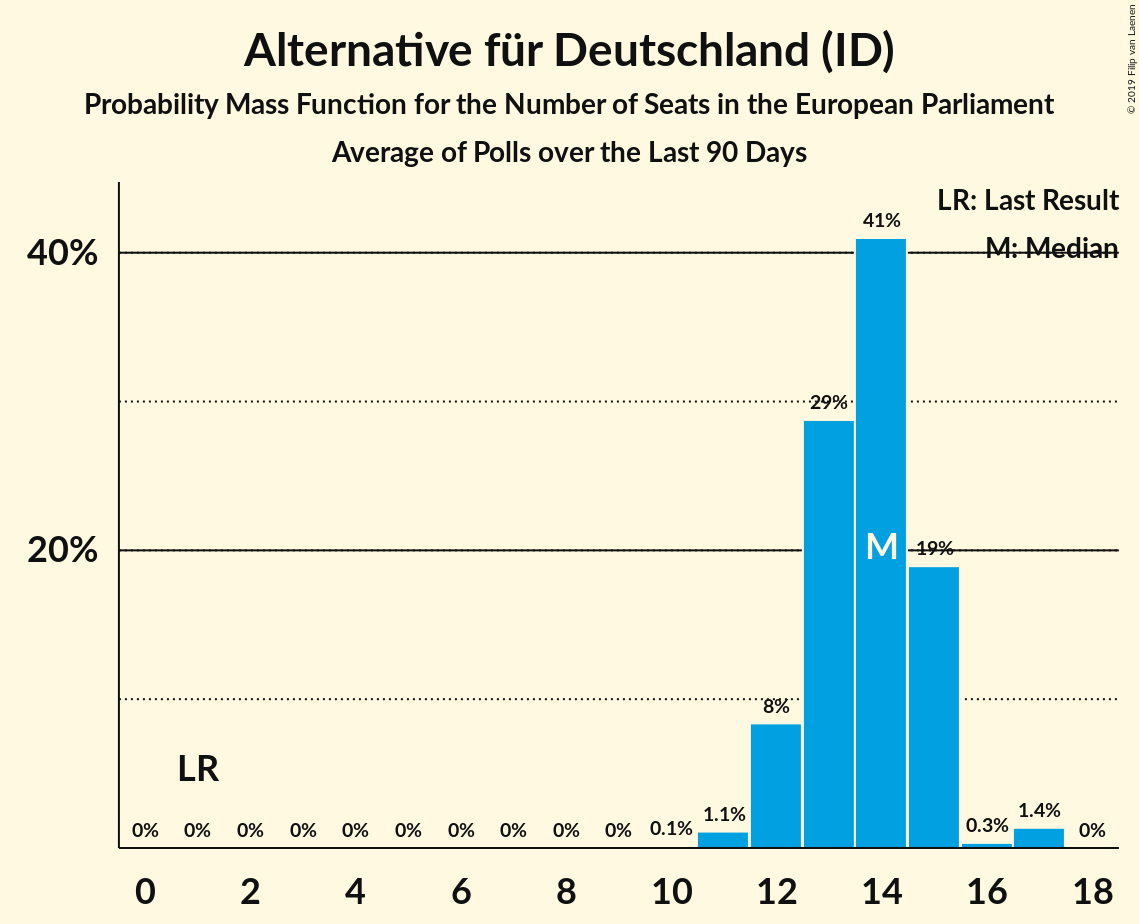 Alternative für Deutschland (ID)
Probability Mass Function for the Number of Seats in the European Parliament
Average of Polls over the Last 90 Days
© 2019 Filip van Laenen
LR: Last Result
M: Median
40%
20%
41%
29%
M
19%
8%
LR
0% 0% 0% 0% 0% 0% 0% 0% 0% 0% 0.1% 1.1% 0.3% 1.4% 0%
0 2 4 6 8 10 12 14 16 18